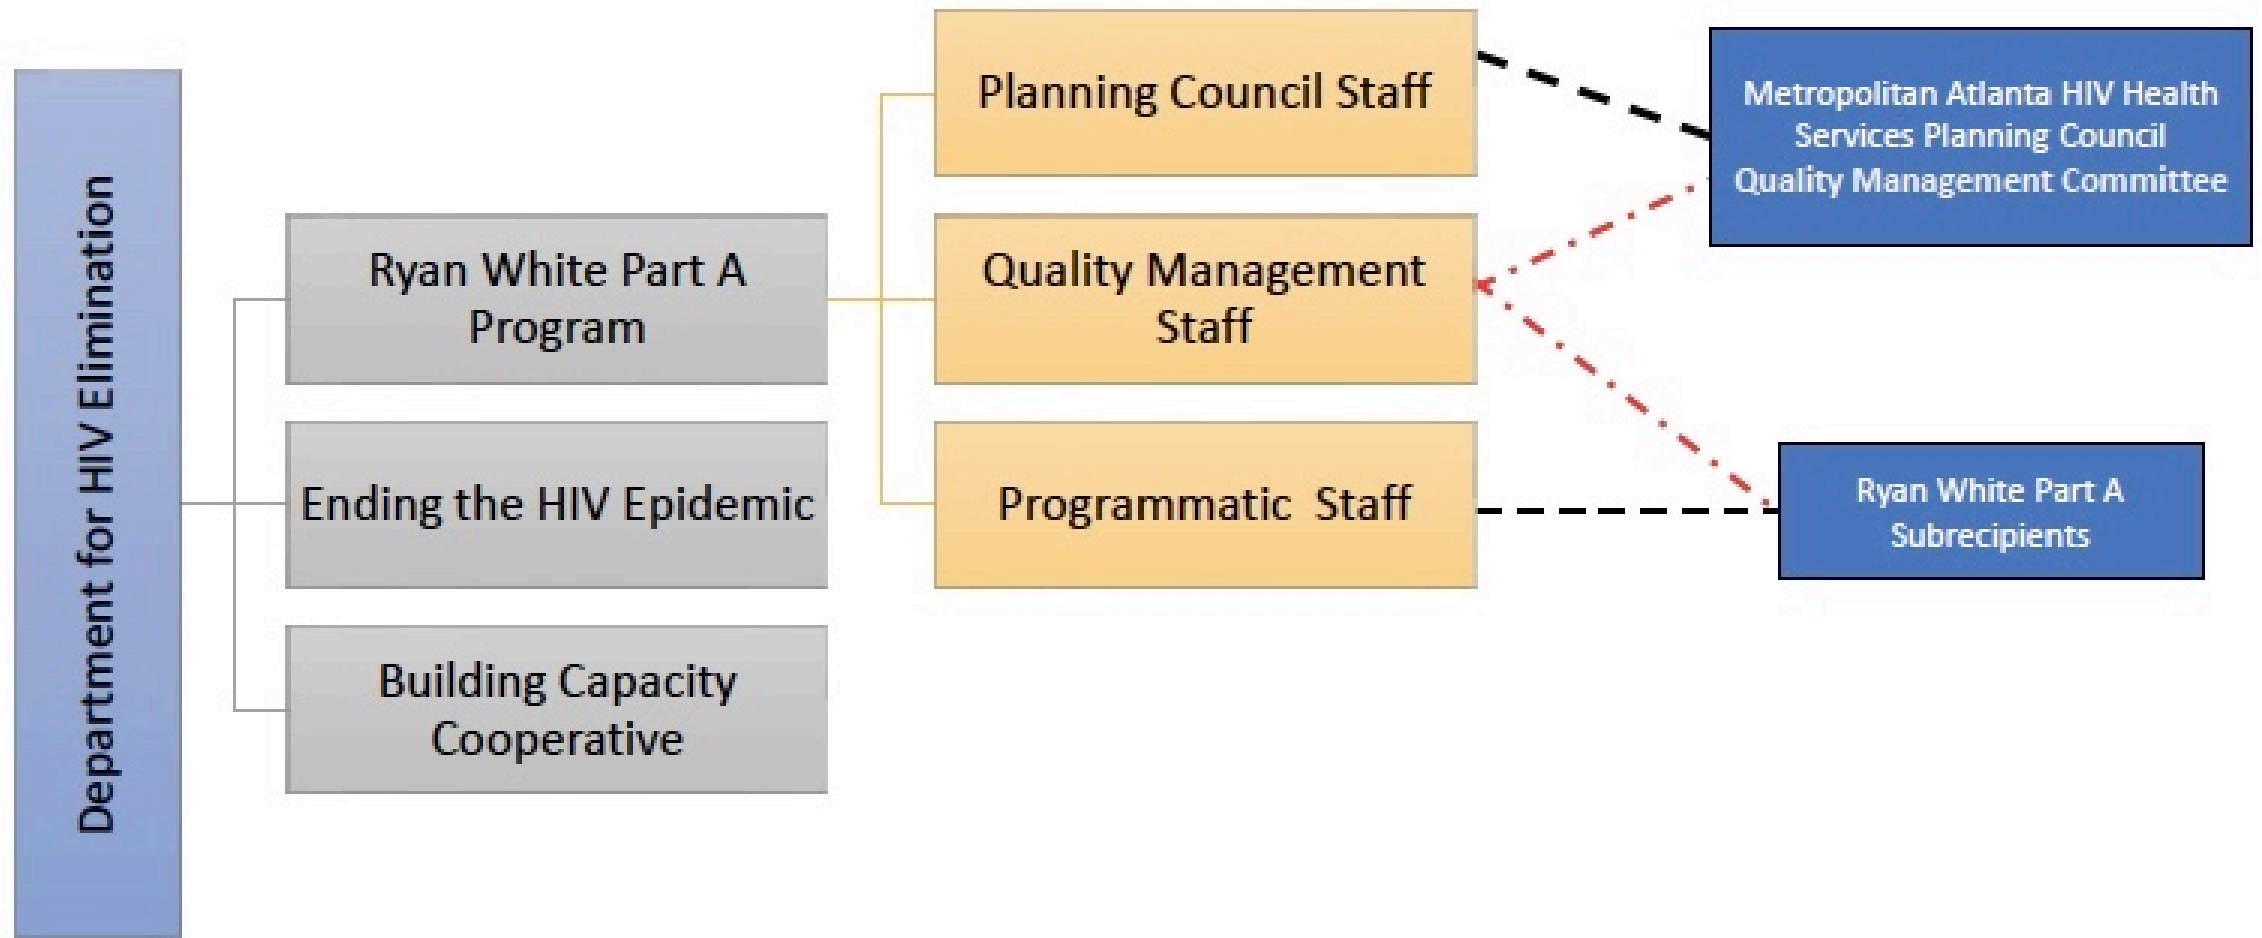 Department for HIV Elimination
Ryan White Part A
Program
Ending the HIV Epidemic
Building Capacity
Cooperative
Planning Council Staff
Quality Management
Staff
Programmatic  Staff
Metropolitan Atlanta HIV Health
Services Planning Council
Quality Management Committee
Ryan White Part A
Subrecipients